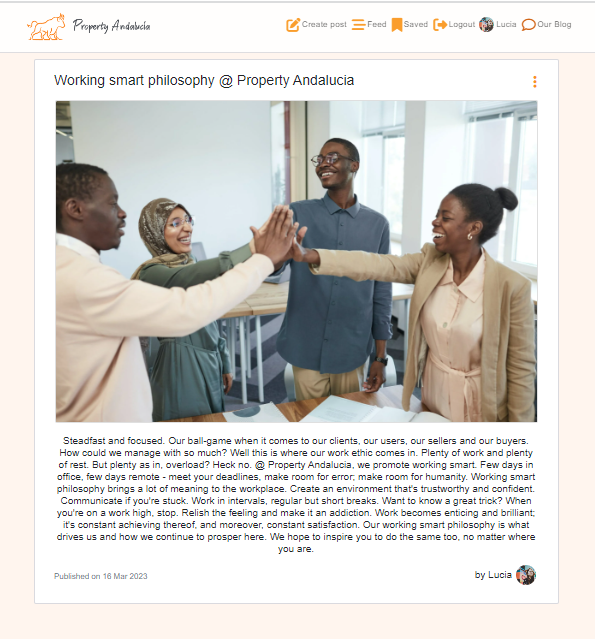 Property Andalucia
Create post Feed Saved Logout Lucia Our Blog
Working smart philosophy @ Property Andalucia
Steadfast and focused. Our ball-game when it comes to our clients, our users, our sellers and our buyers.
How could we manage with so much? Well this is where our work ethic comes in. Plenty of work and plenty
of rest. But plenty as in, overload? Heck no. @ Property Andalucia, we promote working smart. Few days in
office, few days remote - meet your deadlines, make room for error; make room for humanity. Working smart
philosophy brings a lot of meaning to the workplace. Create an environment that's trustworthy and confident.
Communicate if you're stuck. Work in intervals, regular but short breaks. Want to know a great trick? When
you're on a work high, stop. Relish the feeling and make it an addiction. Work becomes enticing and brilliant;
it's constant achieving thereof, and moreover, constant satisfaction. Our working smart philosophy is what
drives us and how we continue to prosper here. We hope to inspire you to do the same too, no matter where
you are.
Published on 16 Mar 2023
by Lucia